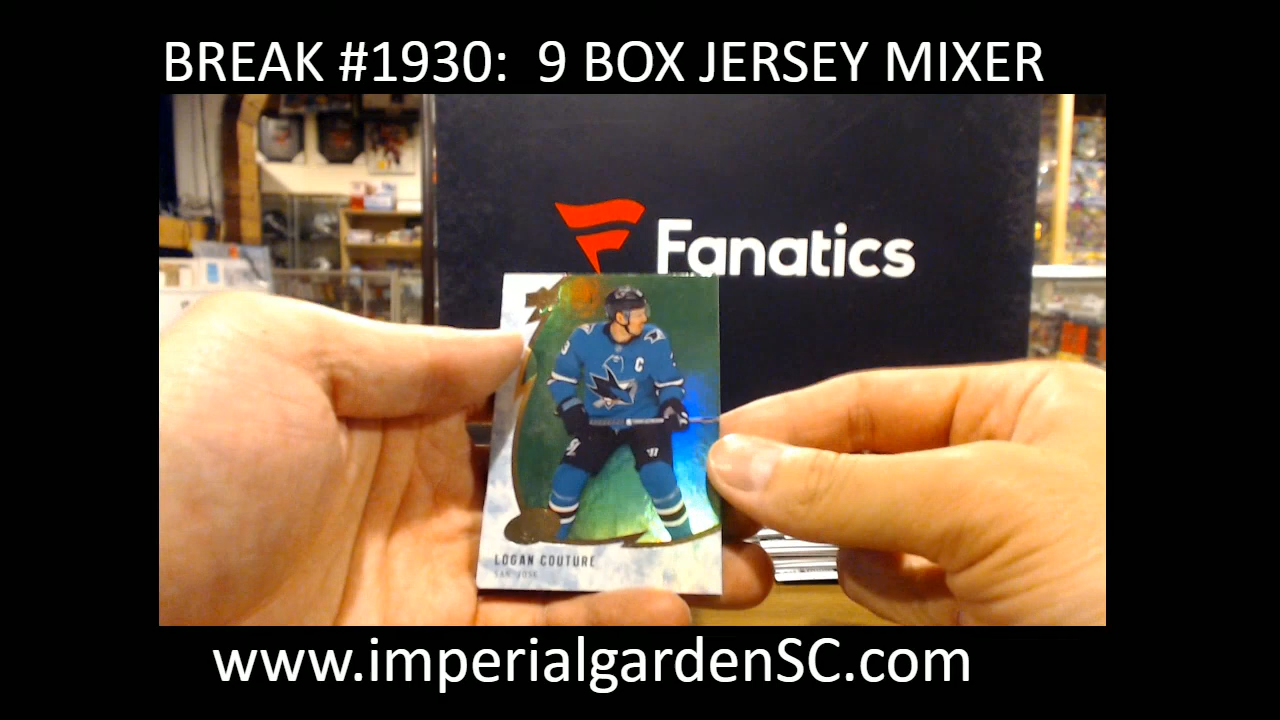 BREAK #1930:  9 BOX JERSEY MIXER
Fanatics
C
LOGAN COUTURE
SAN JOSE
www.imperialgardenSC.com